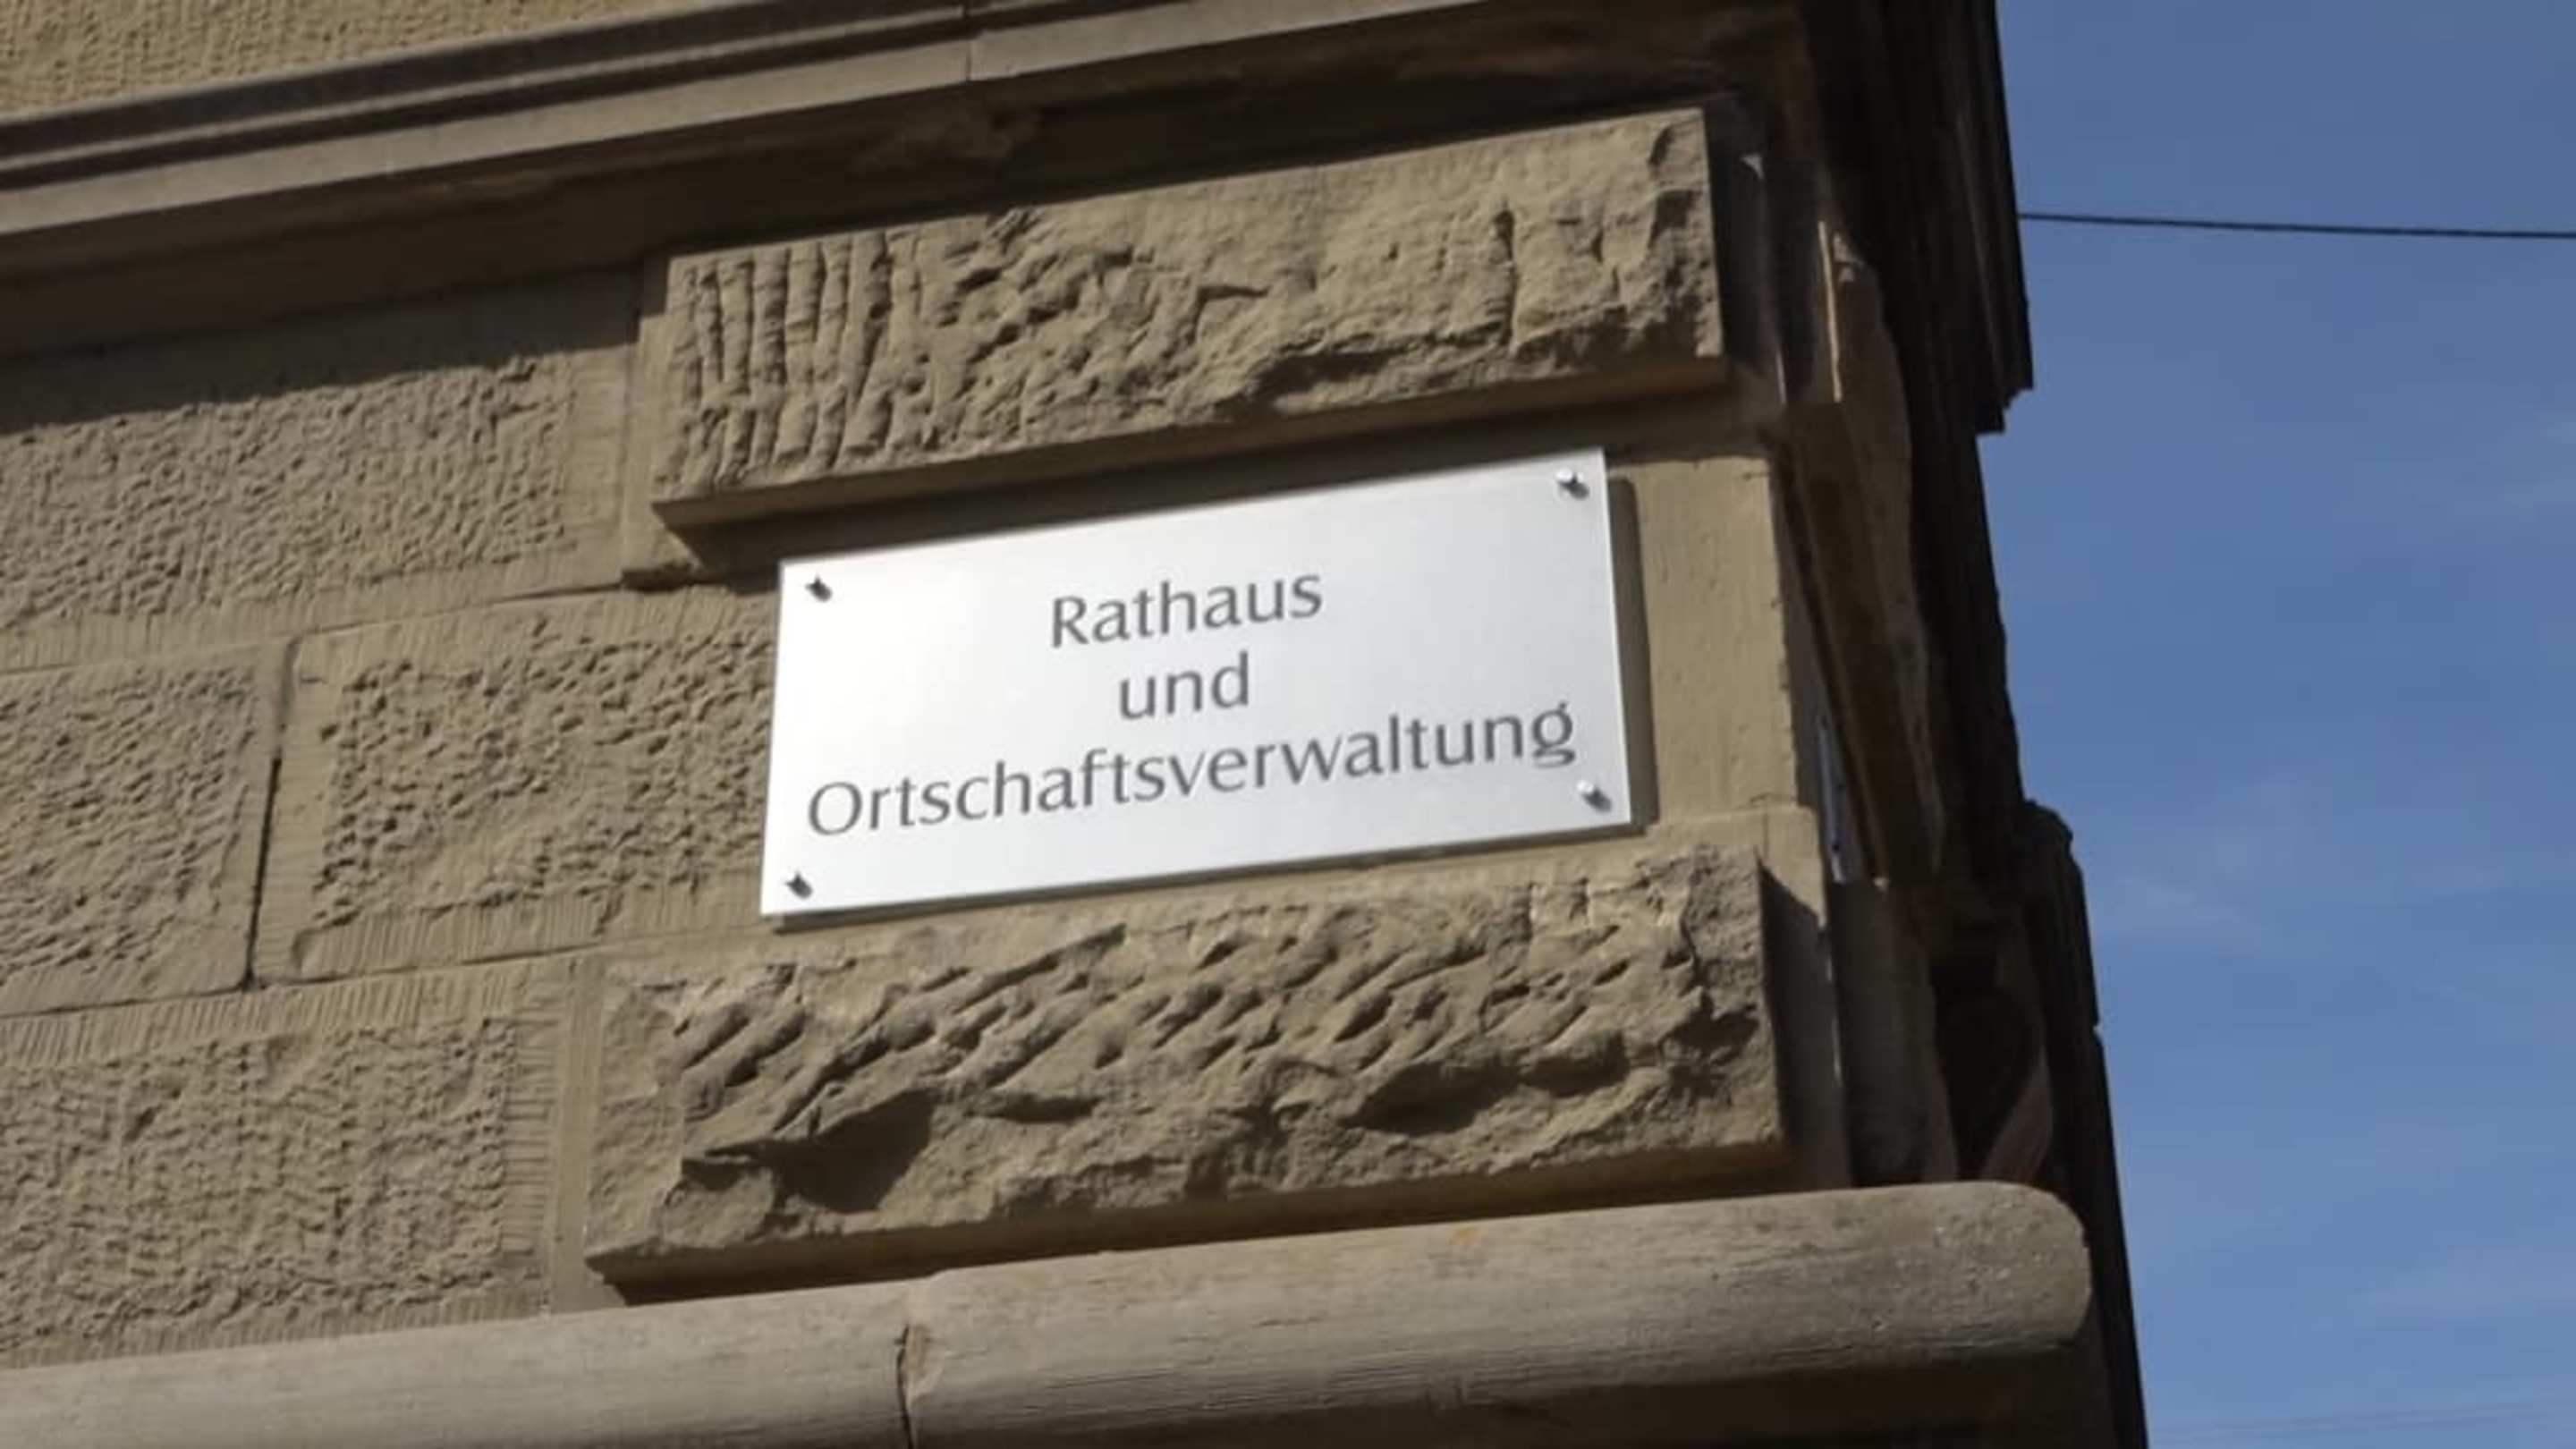 Rathaus
und
Ortschaftsverwaltung